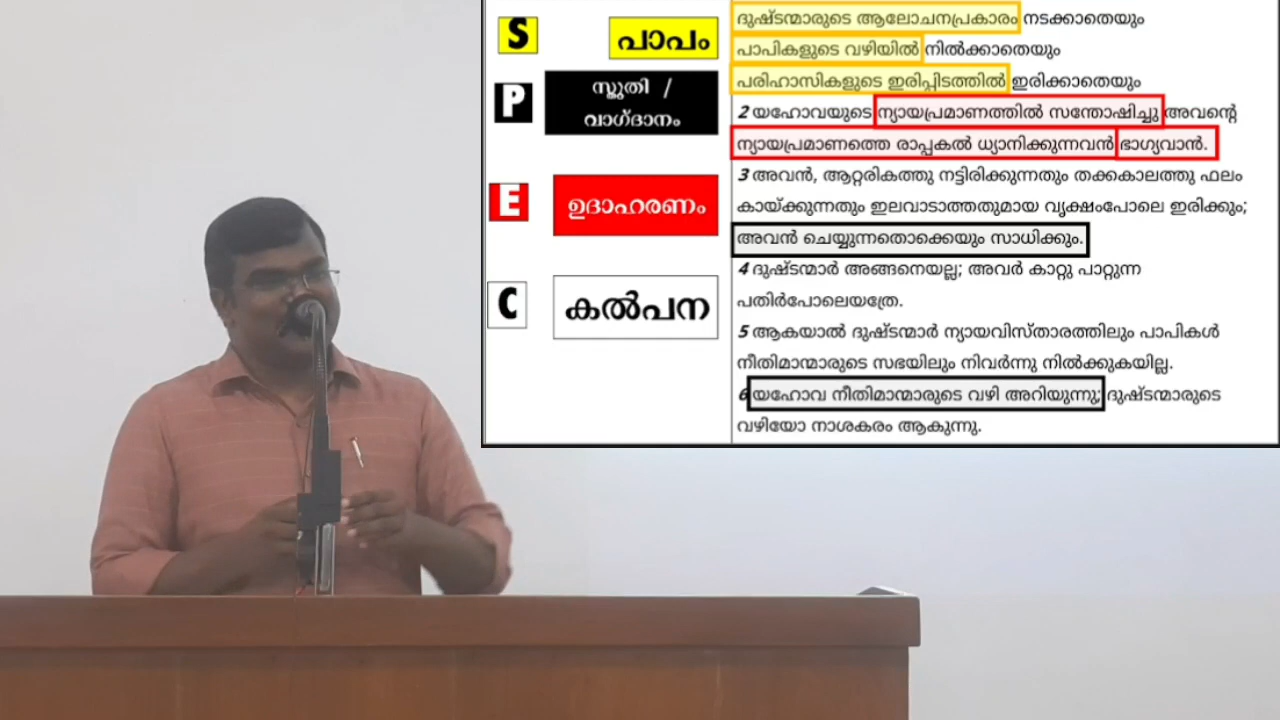 S പാപം
P സ്തുതി /
വാഗ്ദാനം
E ഉദാഹരണം
C കൽപന
ദുഷ്ടന്മാരുടെ ആലോചനപ്രകാരം നടക്കാതെയും
പാപികളുടെ വഴിയിൽ നിൽക്കാതെയും
പരിഹാസികളുടെ ഇരിപ്പിടത്തിൽ ഇരിക്കാതെയും
2 യഹോവയുടെ ന്യായപ്രമാണത്തിൽ സന്തോഷിച്ചു അവന്റെ
ന്യായപ്രമാണത്തെ രാപ്പകൽ ധ്യാനിക്കുന്നവൻ ഭാഗ്യവാൻ.
3 അവൻ, ആറ്റരികത്തു നട്ടിരിക്കുന്നതും തക്കകാലത്തു ഫലം
കായ്ക്കുന്നതും ഇലവാടാത്തതുമായ വൃക്ഷംപോലെ ഇരിക്കും;
അവൻ ചെയ്യുന്നതൊക്കെയും സാധിക്കും.
4 ദുഷ്ടന്മാർ അങ്ങനെയല്ല; അവർ കാറ്റു പാറ്റുന്ന
പതിർപോലെയത്രേ.
5 ആകയാൽ ദുഷ്ടന്മാർ ന്യായവിസ്താരത്തിലും പാപികൾ
നീതിമാന്മാരുടെ സഭയിലും നിവർന്നു നിൽക്കുകയില്ല.
6 യഹോവ നീതിമാന്മാരുടെ വഴി അറിയുന്നു; ദുഷ്ടന്മാരുടെ
വഴിയോ നാശകരം ആകുന്നു.